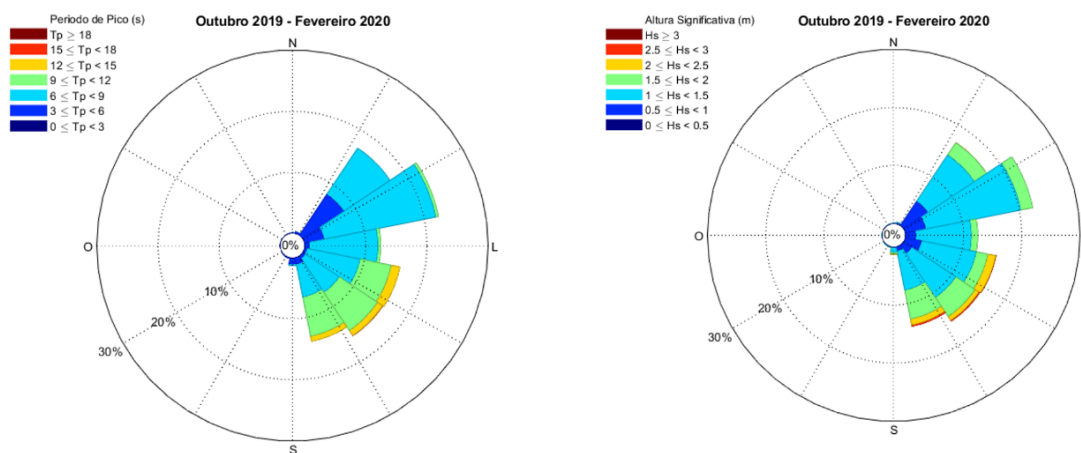 Periodo de Pico (s)
Tp ≥ 18
15 ≤ Tp < 18
12 ≤ Tp < 15
9 ≤ Tp < 12
6 ≤ Tp < 9
3 ≤ Tp < 6
0 ≤ Tp < 3
Outubro 2019 - Fevereiro 2020
N
O
0%
L
10%
20%
30%
S
Altura Significativa (m)
Hs ≥ 3
2.5 ≤ Hs < 3
2 ≤ Hs < 2.5
1.5 ≤ Hs < 2
1 ≤ Hs < 1.5
0.5 ≤ Hs < 1
0 ≤ Hs < 0.5
Outubro 2019 - Fevereiro 2020
N
O
0%
L
10%
20%
30%
S